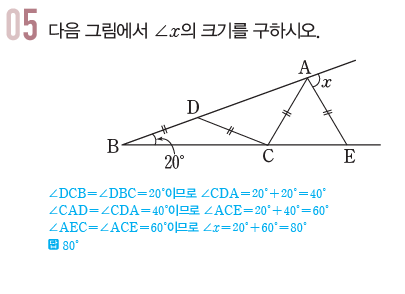 05 다음 그림에서 ∠x의 크기를 구하시오.
A
x
D
B
20°
C
E
∠DCB=∠DBC=20°이므로 ∠CDA=20°+20°=40°
∠CAD=∠CDA=40°이므로 ∠ACE=20°+40°=60°
∠AEC=∠ACE=60°이므로 ∠x=20°+60°=80°
답 80°